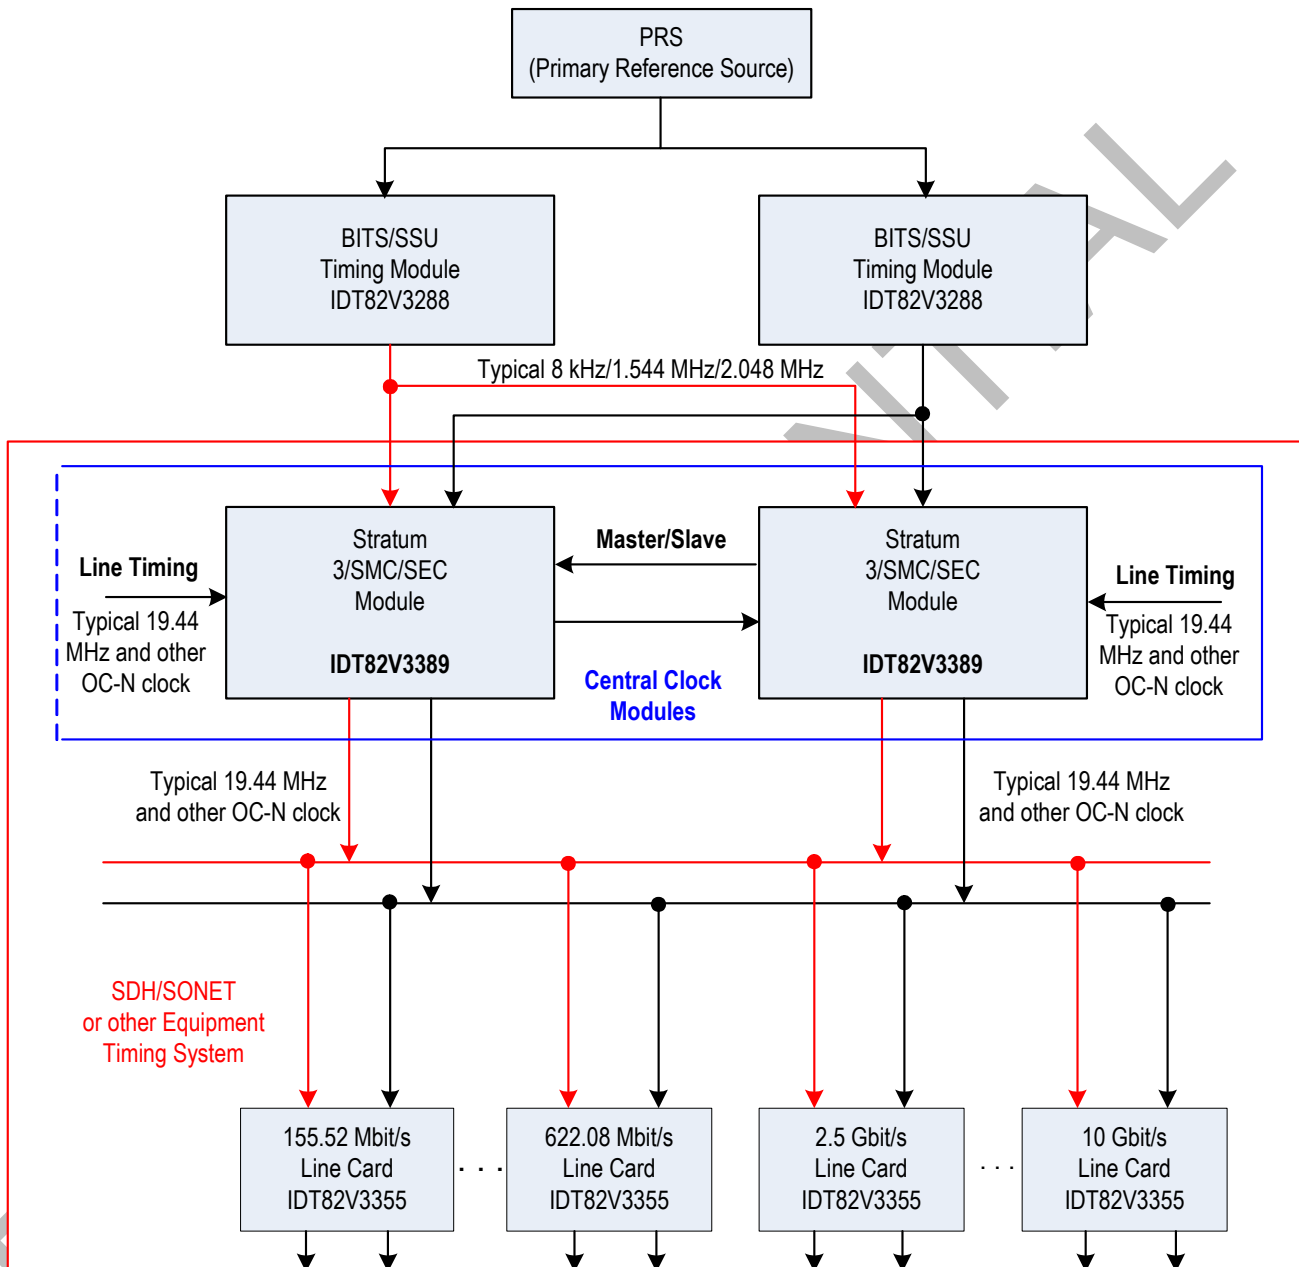 PRS
(Primary Reference Source)
BITS/SSU
Timing Module
IDT82V3288
BITS/SSU
Timing Module
IDT82V3288
Typical 8 kHz/1.544 MHz/2.048 MHz
Line Timing
Typical 19.44
MHz and other
OC-N clock
Stratum
3/SMC/SEC
Module
IDT82V3389
Master/Slave
Central Clock
Modules
Stratum
3/SMC/SEC
Module
IDT82V3389
Line Timing
Typical 19.44
MHz and other
OC-N clock
Typical 19.44 MHz
and other OC-N clock
Typical 19.44 MHz
and other OC-N clock
SDH/SONET
or other Equipment
Timing System
155.52 Mbit/s
Line Card
IDT82V3355
. . .
622.08 Mbit/s
Line Card
IDT82V3355
2.5 Gbit/s
Line Card
IDT82V3355
. . .
10 Gbit/s
Line Card
IDT82V3355